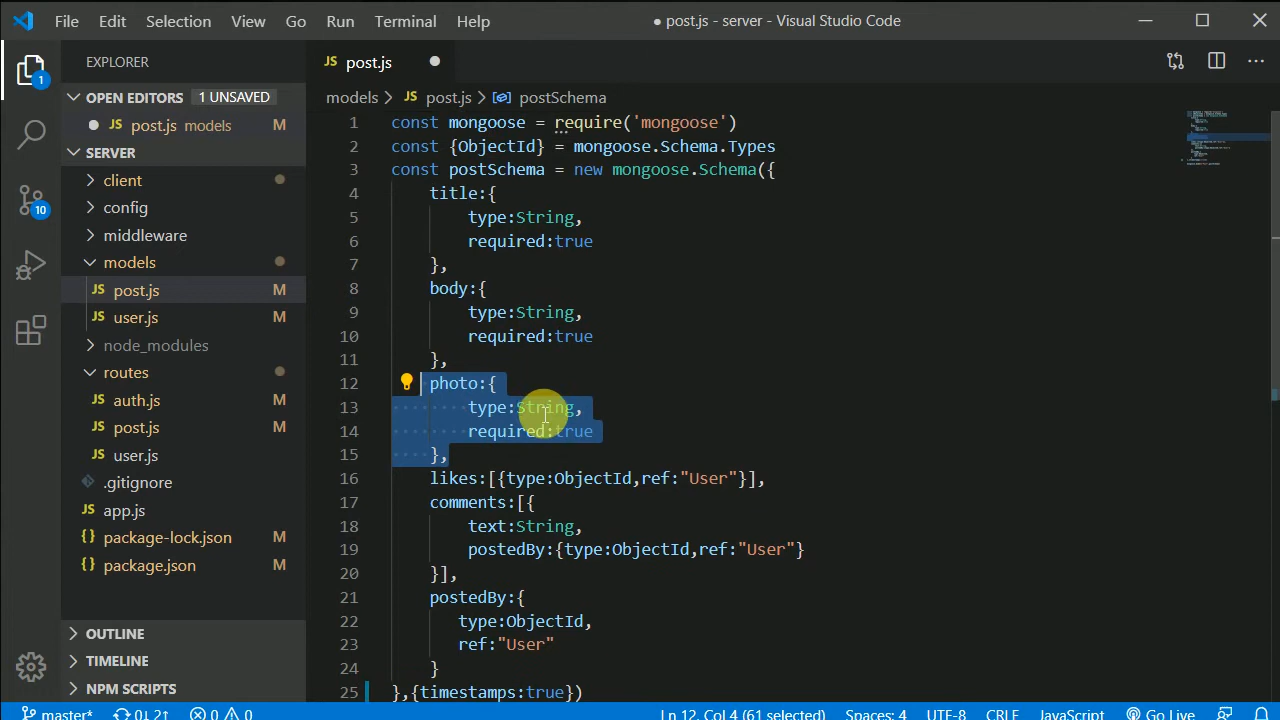 File Edit Selection View Go Run Terminal Help
● post.js - server - Visual Studio Code
1
10
EXPLORER
OPEN EDITORS 1 UNSAVED
JS post.js models M
SERVER
client
config
middleware
models
JS post.js M
JS user.js M
node_modules
routes
JS auth.js M
JS post.js M
JS user.js
.gitignore
JS app.js
{} package-lock.json M
{} package.json M
OUTLINE
TIMELINE
NPM SCRIPTS
JS post.js
models > JS post.js > postSchema
1 const mongoose = require('mongoose')
2 const {ObjectId} = mongoose.Schema.Types
3 const postSchema = new mongoose.Schema({
4 title:{
5 type:String,
6 required:true
7 },
8 body:{
9 type:String,
10 required:true
11 },
12 photo:{
13 type:String,
14 required:true
15 },
16 likes:[{type:ObjectId,ref:"User"}],
17 comments:[{
18 text:String,
19 postedBy:{type:ObjectId,ref:"User"}
20 }],
21 postedBy:{
22 type:ObjectId,
23 ref:"User"
24 }
25 },{timestamps:true})
master* 0↓ 2↑ 0 0 Ln 12, Col 4 (61 selected) Spaces: 4 UTF-8 CRLF JavaScript Go Live